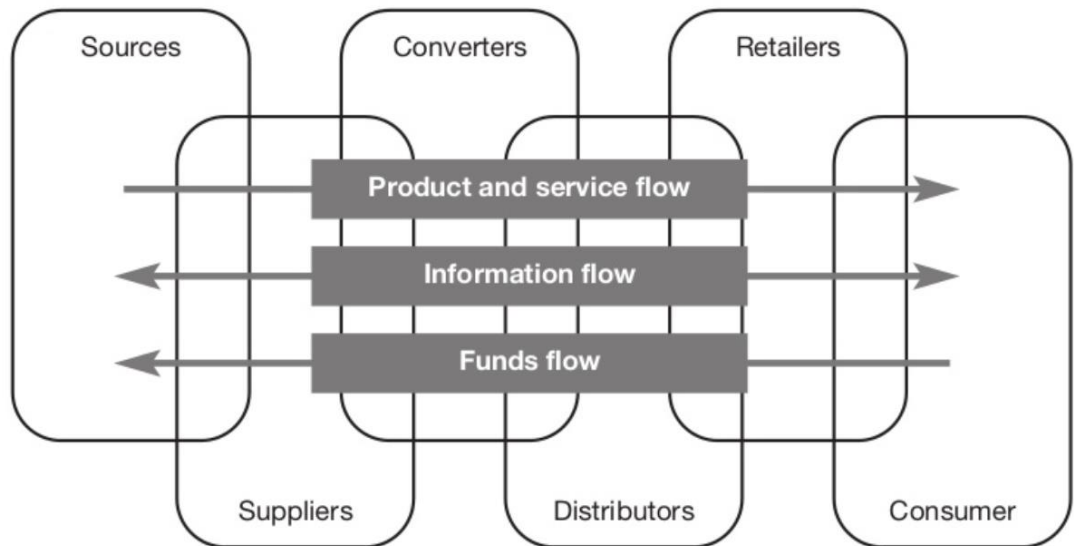 Sources
Converters
Retailers
Product and service flow
Information flow
Funds flow
Suppliers
Distributors
Consumer